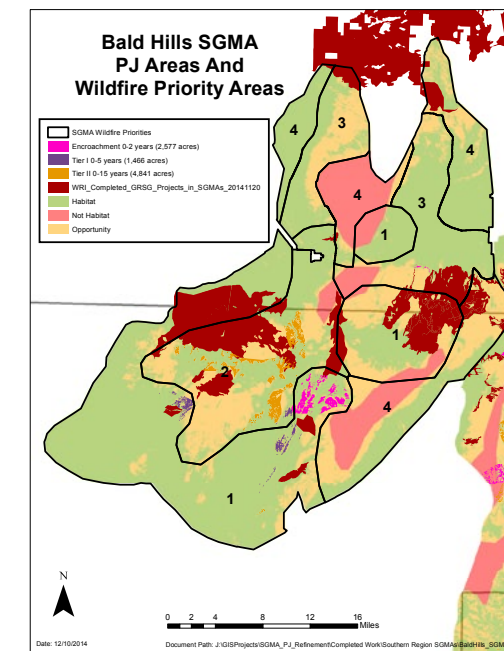 Bald Hills SGMA
PJ Areas And
Wildfire Priority Areas
SGMA Wildfire Priorities
Encroachment 0-2 years (2,577 acres)
Tier I 0-5 years (1,466 acres)
Tier II 0-15 years (4,841 acres)
WRI_Completed_GRSG_Projects_in_SGMAs_20141120
Habitat
Not Habitat
Opportunity
4
3
4
4
3
1
1
2
4
1
N
0 2 4 8 12 16
Miles
Date: 12/10/2014
Document Path: J:\GISProjects\SGMA_PJ_Refinement\Completed Work\Southern Region SGMAs\BaldHills_SGM